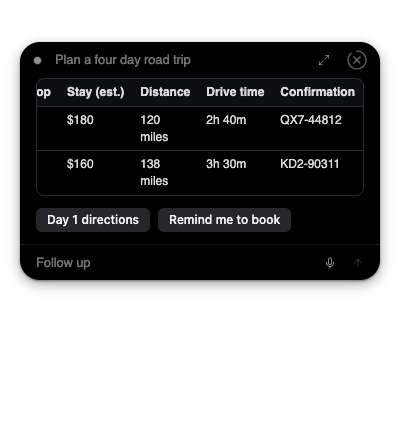 Plan a four day road trip
op Stay (est.) Distance Drive time Confirmation
$180 120 miles 2h 40m QX7-44812
$160 138 miles 3h 30m KD2-90311
Day 1 directions Remind me to book
Follow up